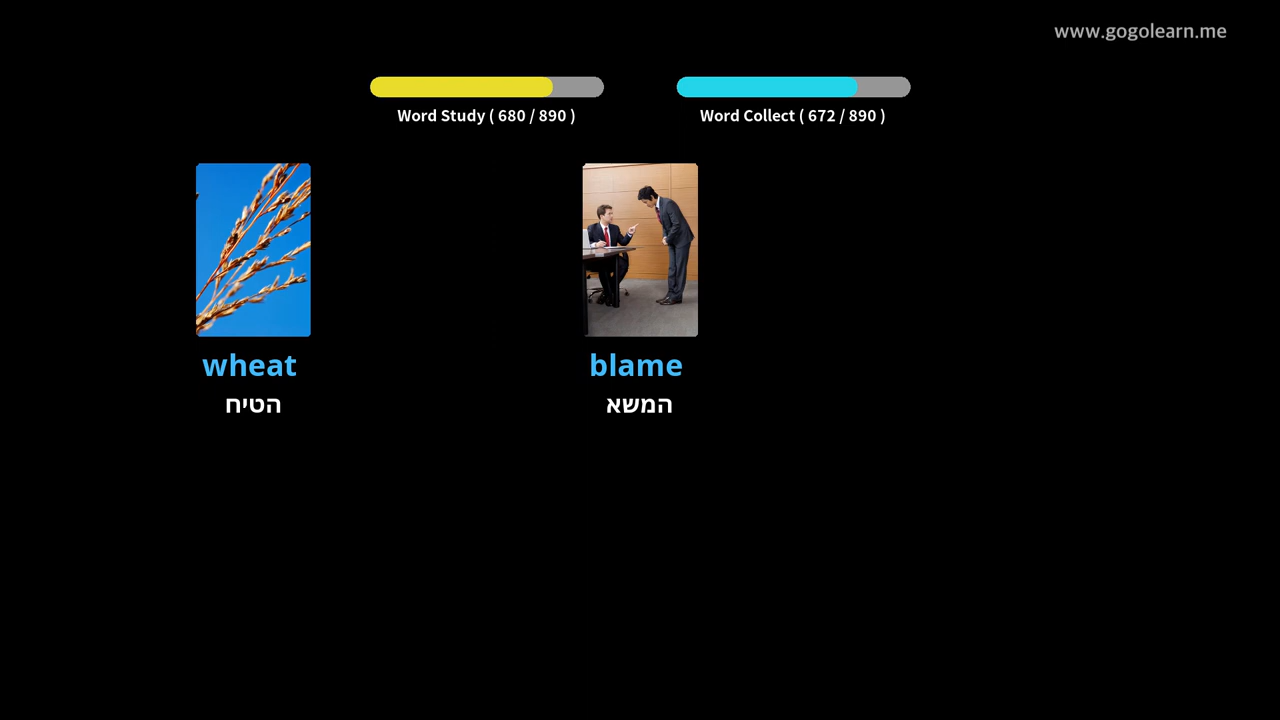 www.gogolearn.me
Word Study ( 680 / 890 )
Word Collect ( 672 / 890 )
wheat
הטיח
blame
המשא